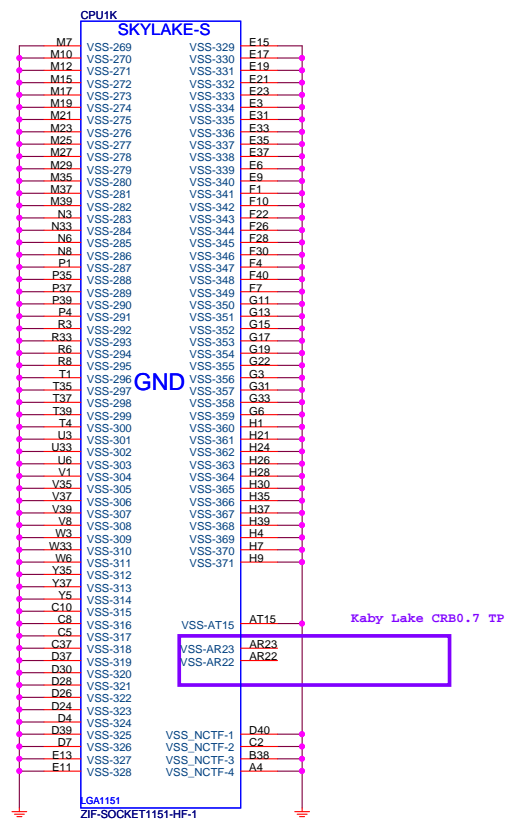 CPU1K
SKYLAKE-S
M7 VSS-269 VSS-329 E15
M10 VSS-270 VSS-330 E17
M12 VSS-271 VSS-331 E19
M15 VSS-272 VSS-332 E21
M17 VSS-273 VSS-333 E23
M19 VSS-274 VSS-334 E3
M21 VSS-275 VSS-335 E31
M23 VSS-276 VSS-336 E33
M25 VSS-277 VSS-337 E35
M27 VSS-278 VSS-338 E37
M29 VSS-279 VSS-339 E6
M35 VSS-280 VSS-340 E9
M37 VSS-281 VSS-341 F1
M39 VSS-282 VSS-342 F10
N3 VSS-283 VSS-343 F22
N33 VSS-284 VSS-344 F26
N6 VSS-285 VSS-345 F28
N8 VSS-286 VSS-346 F30
P1 VSS-287 VSS-347 F4
P35 VSS-288 VSS-348 F40
P37 VSS-289 VSS-349 F7
P39 VSS-290 VSS-350 G11
P4 VSS-291 VSS-351 G13
R3 VSS-292 VSS-352 G15
R33 VSS-293 VSS-353 G17
R6 VSS-294 VSS-354 G19
R8 VSS-295 VSS-355 G22
T1 VSS-296 GND VSS-356 G3
T35 VSS-297 VSS-357 G31
T37 VSS-298 VSS-358 G33
T39 VSS-299 VSS-359 G6
T4 VSS-300 VSS-360 H1
U3 VSS-301 VSS-361 H21
U33 VSS-302 VSS-362 H24
U6 VSS-303 VSS-363 H26
V1 VSS-304 VSS-364 H28
V35 VSS-305 VSS-365 H30
V37 VSS-306 VSS-366 H35
V39 VSS-307 VSS-367 H37
V8 VSS-308 VSS-368 H39
W3 VSS-309 VSS-369 H4
W33 VSS-310 VSS-370 H7
W6 VSS-311 VSS-371 H9
Y35 VSS-312
Y37 VSS-313
Y5 VSS-314
C10 VSS-315
C8 VSS-316 VSS-AT15 AT15 Kaby Lake CRB0.7 TP
C5 VSS-317
C37 VSS-318 VSS-AR23 AR23
D37 VSS-319 VSS-AR22 AR22
D30 VSS-320
D28 VSS-321
D26 VSS-322
D24 VSS-323
D4 VSS-324
D39 VSS-325 VSS_NCTF-1 D40
D7 VSS-326 VSS_NCTF-2 C2
E13 VSS-327 VSS_NCTF-3 B38
E11 VSS-328 VSS_NCTF-4 A4
LGA1151
ZIF-SOCKET1151-HF-1